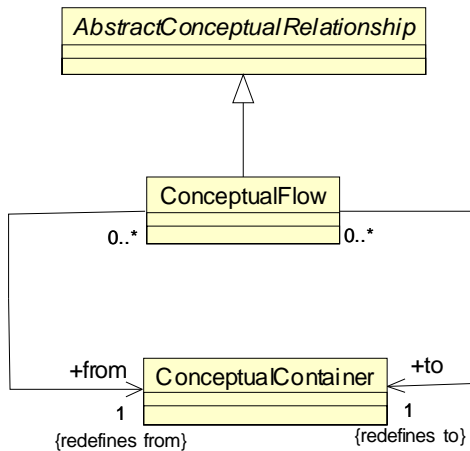 AbstractConceptualRelationship
ConceptualFlow
0..*
0..*
+from
ConceptualContainer
+to
1
1
{redefines from}
{redefines to}